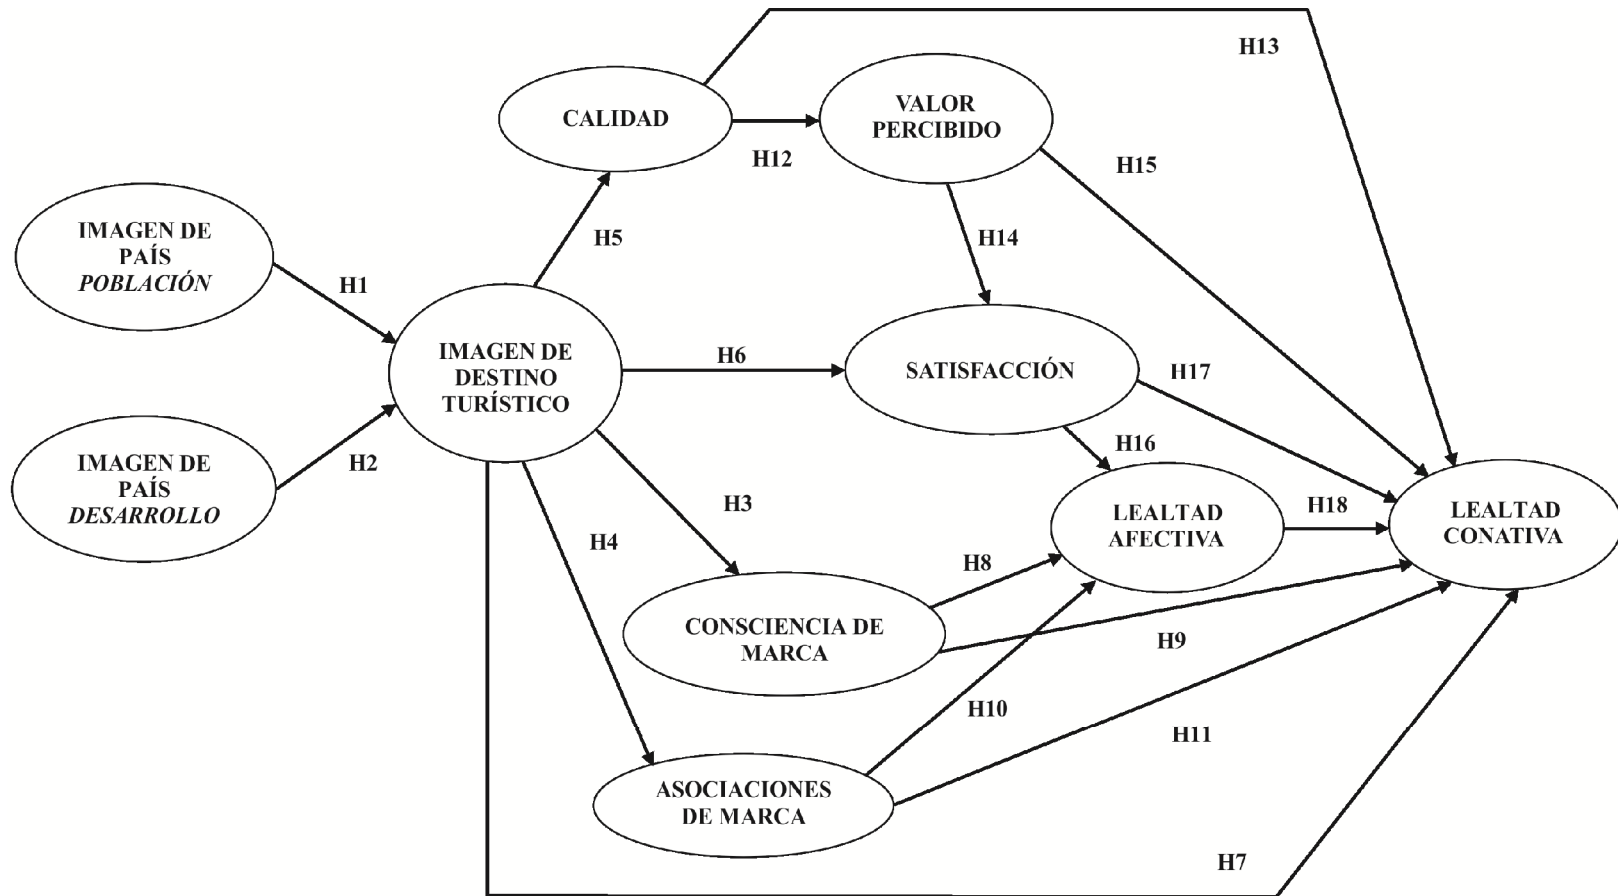 H13
CALIDAD
VALOR
PERCIBIDO
H12
H15
IMAGEN DE
PAÍS
POBLACIÓN
H5
H14
H1
IMAGEN DE
DESTINO
TURÍSTICO
H6
SATISFACCIÓN
H17
H16
IMAGEN DE
PAÍS
DESARROLLO
H2
H3
H4
LEALTAD
AFECTIVA
H18
LEALTAD
CONATIVA
H8
CONSCIENCIA DE
MARCA
H9
H10
H11
ASOCIACIONES
DE MARCA
H7